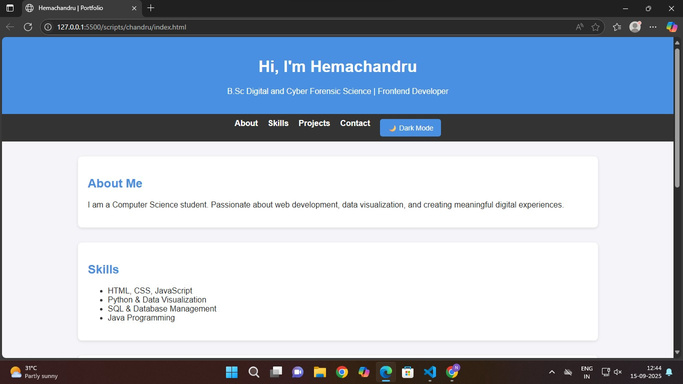 Hemachandru | Portfolio
127.0.0.1:5500/scripts/chandru/index.html
Hi, I'm Hemachandru
B.Sc Digital and Cyber Forensic Science | Frontend Developer
About Skills Projects Contact 🌙 Dark Mode
About Me
I am a Computer Science student. Passionate about web development, data visualization, and creating meaningful digital experiences.
Skills
• HTML, CSS, JavaScript
• Python & Data Visualization
• SQL & Database Management
• Java Programming
31°C
Partly sunny
ENG
IN
12:44
15-09-2025